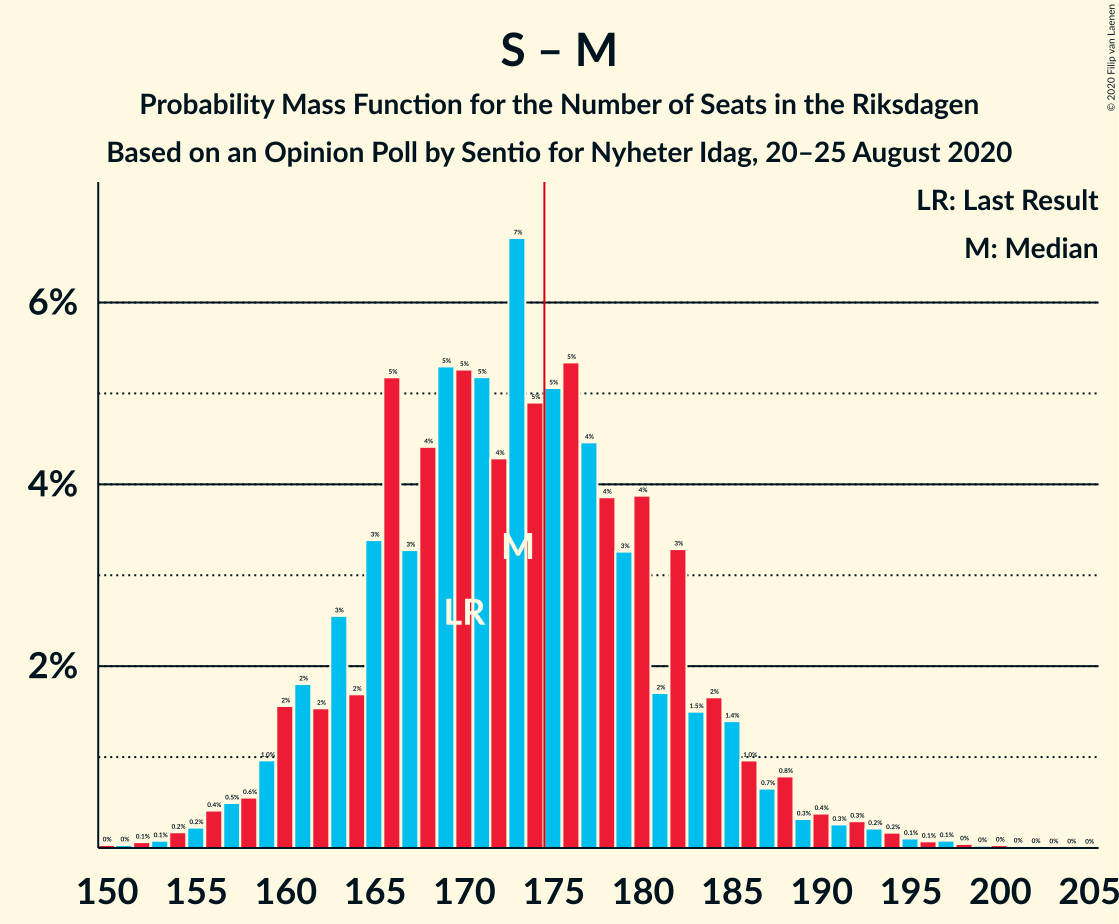 S – M
Probability Mass Function for the Number of Seats in the Riksdagen
Based on an Opinion Poll by Sentio for Nyheter Idag, 20–25 August 2020
© 2020 Filip van Laenen
LR: Last Result
M: Median
6%
4%
2%
0% 0% 0.1% 0.1% 0.2% 0.2% 0.4% 0.5% 0.6% 1.0% 2% 2% 2% 3% 2% 3% 5% 3% 4% 5% 5% 5% 4% 7% 5% 5% 5% 4% 4% 3% 4% 2% 3% 1.5% 2% 1.4% 1.0% 0.7% 0.8% 0.3% 0.4% 0.3% 0.3% 0.2% 0.2% 0.1% 0.1% 0.1% 0% 0% 0% 0% 0% 0% 0% 0%
M
LR
150 155 160 165 170 175 180 185 190 195 200 205